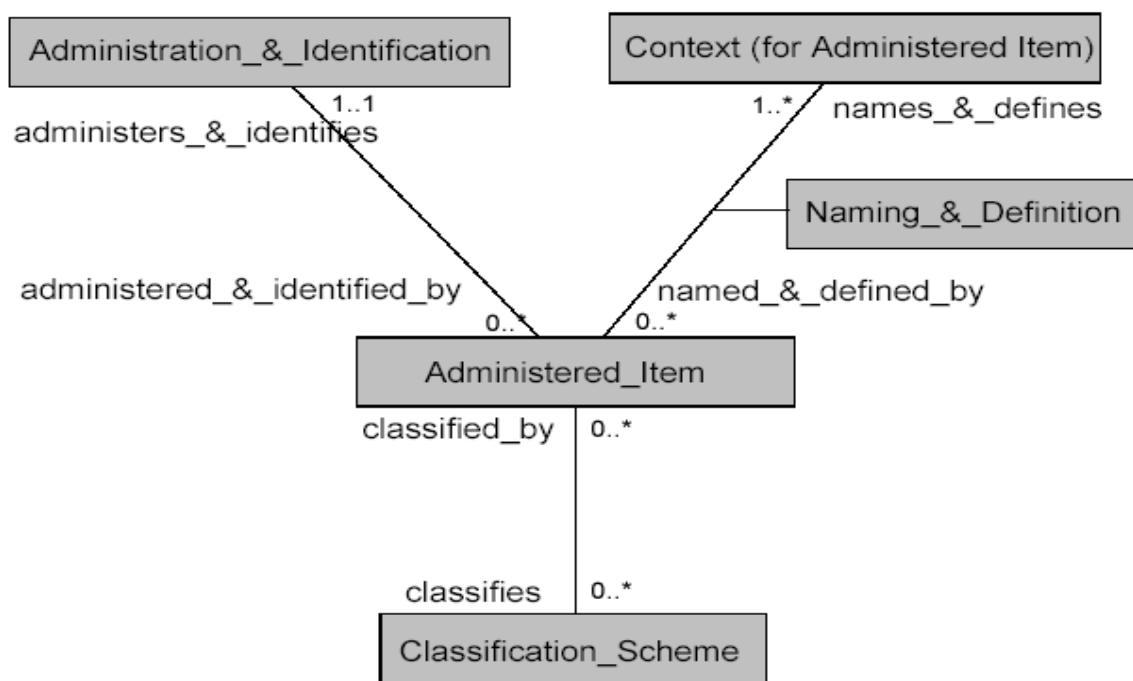 Administration_&_Identification
Context (for Administered Item)
1..1
1..*
names_&_defines
administers_&_identifies
Naming_&_Definition
administered_&_identified_by
named_&_defined_by
0..*
0..*
Administered_Item
classified_by
0..*
classifies
0..*
Classification_Scheme